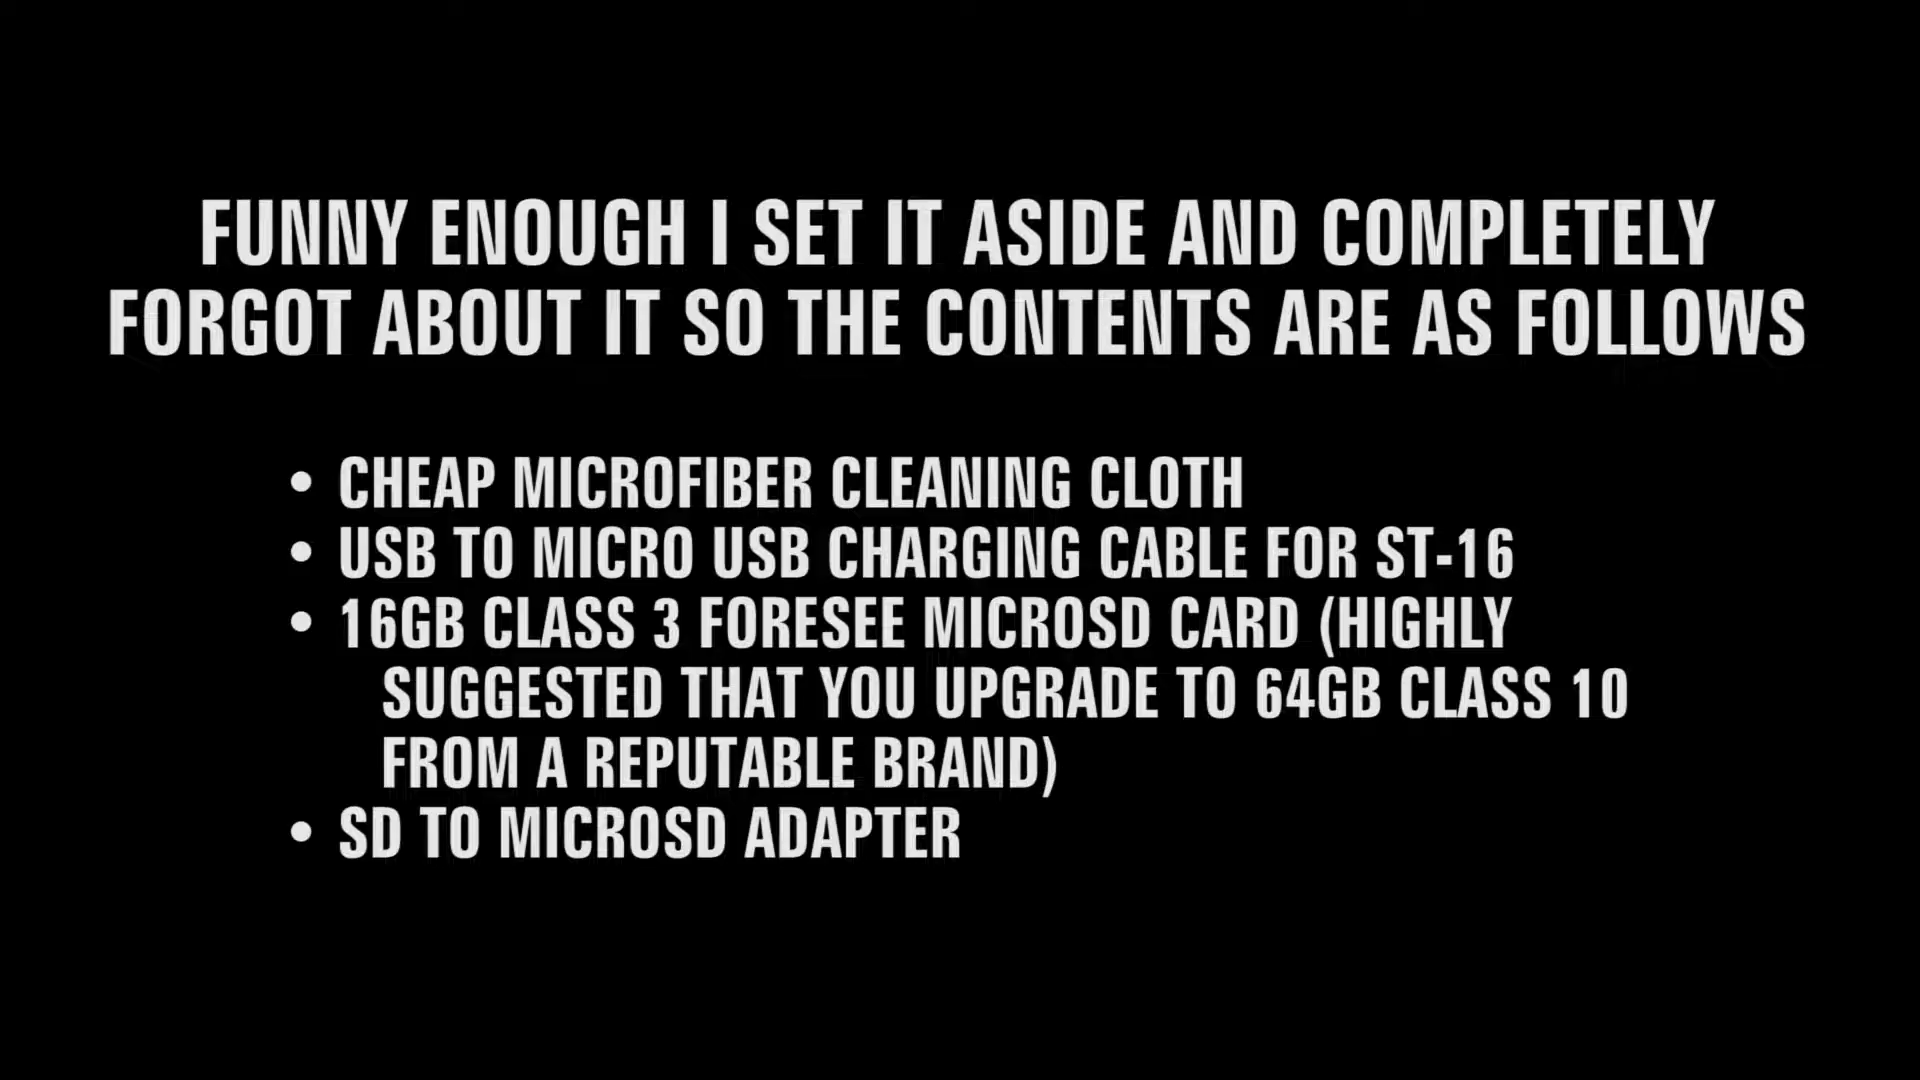 FUNNY ENOUGH I SET IT ASIDE AND COMPLETELY
FORGOT ABOUT IT SO THE CONTENTS ARE AS FOLLOWS
• CHEAP MICROFIBER CLEANING CLOTH
• USB TO MICRO USB CHARGING CABLE FOR ST-16
• 16GB CLASS 3 FORESEE MICROSD CARD (HIGHLY
SUGGESTED THAT YOU UPGRADE TO 64GB CLASS 10
FROM A REPUTABLE BRAND)
• SD TO MICROSD ADAPTER